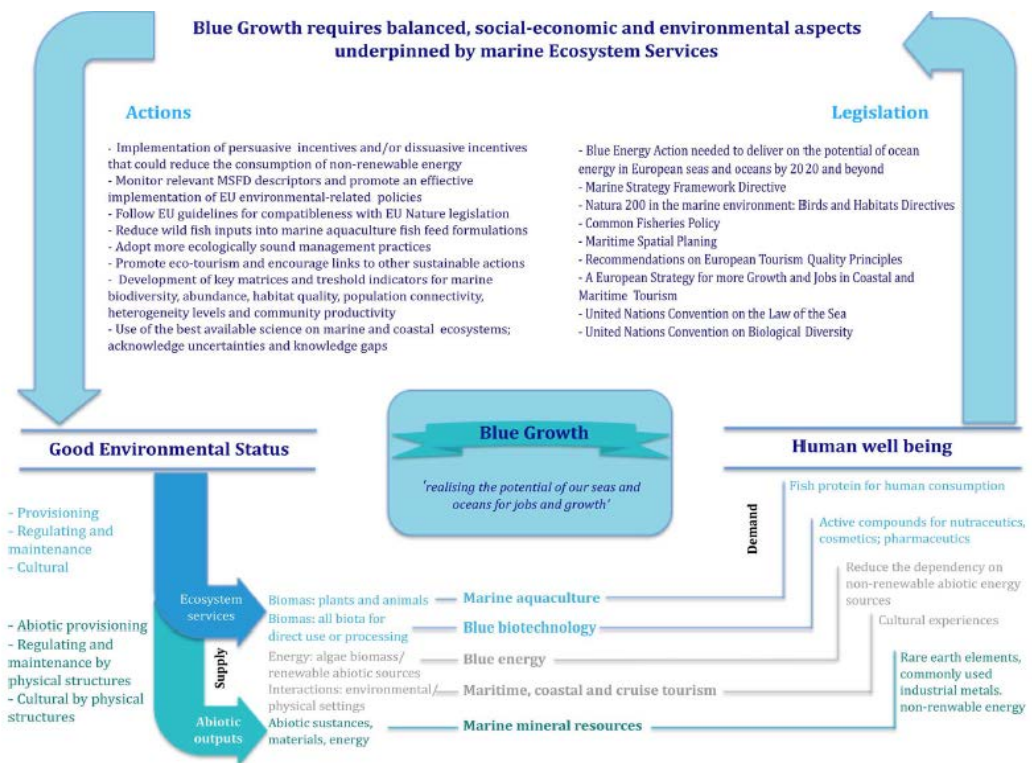 Blue Growth requires balanced, social-economic and environmental aspects
underpinned by marine Ecosystem Services
Actions
- Implementation of persuasive incentives and/or dissuasive incentives
that could reduce the consumption of non-renewable energy
- Monitor relevant MSFD descriptors and promote an effiective
implementation of EU environmental-related policies
- Follow EU guidelines for compatibleness with EU Nature legislation
- Reduce wild fish inputs into marine aquaculture fish feed formulations
- Adopt more ecologically sound management practices
- Promote eco-tourism and encourage links to other sustainable actions
- Development of key matrices and treshold indicators for marine
biodiversity, abundance, habitat quality, population connectivity,
heterogeneity levels and community productivity
- Use of the best available science on marine and coastal ecosystems;
acknowledge uncertainties and knowledge gaps
Legislation
- Blue Energy Action needed to deliver on the potential of ocean
energy in European seas and oceans by 2020 and beyond
- Marine Strategy Framework Directive
- Natura 200 in the marine environment: Birds and Habitats Directives
- Common Fisheries Policy
- Maritime Spatial Planing
- Recommendations on European Tourism Quality Principles
- A European Strategy for more Growth and Jobs in Coastal and
Maritime Tourism
- United Nations Convention on the Law of the Sea
- United Nations Convention on Biological Diversity
Good Environmental Status
Blue Growth
'realising the potential of our seas and
oceans for jobs and growth'
Human well being
- Provisioning
- Regulating and
maintenance
- Cultural
- Abiotic provisioning
- Regulating and
maintenance by
physical structures
- Cultural by physical
structures
Ecosystem
services
Supply
Abiotic
outputs
Biomas: plants and animals
Biomas: all biota for
direct use or processing
Energy: algae biomass/
renewable abiotic sources
Interactions: environmental/
physical settings
Abiotic sustances,
materials, energy
Marine aquaculture
Blue biotechnology
Blue energy
Maritime, coastal and cruise tourism
Marine mineral resources
Demand
Fish protein for human consumption
Active compounds for nutraceutics,
cosmetics; pharmaceutics
Reduce the dependency on
non-renewable abiotic energy
sources
Cultural experiences
Rare earth elements,
commonly used
industrial metals.
non-renwable energy